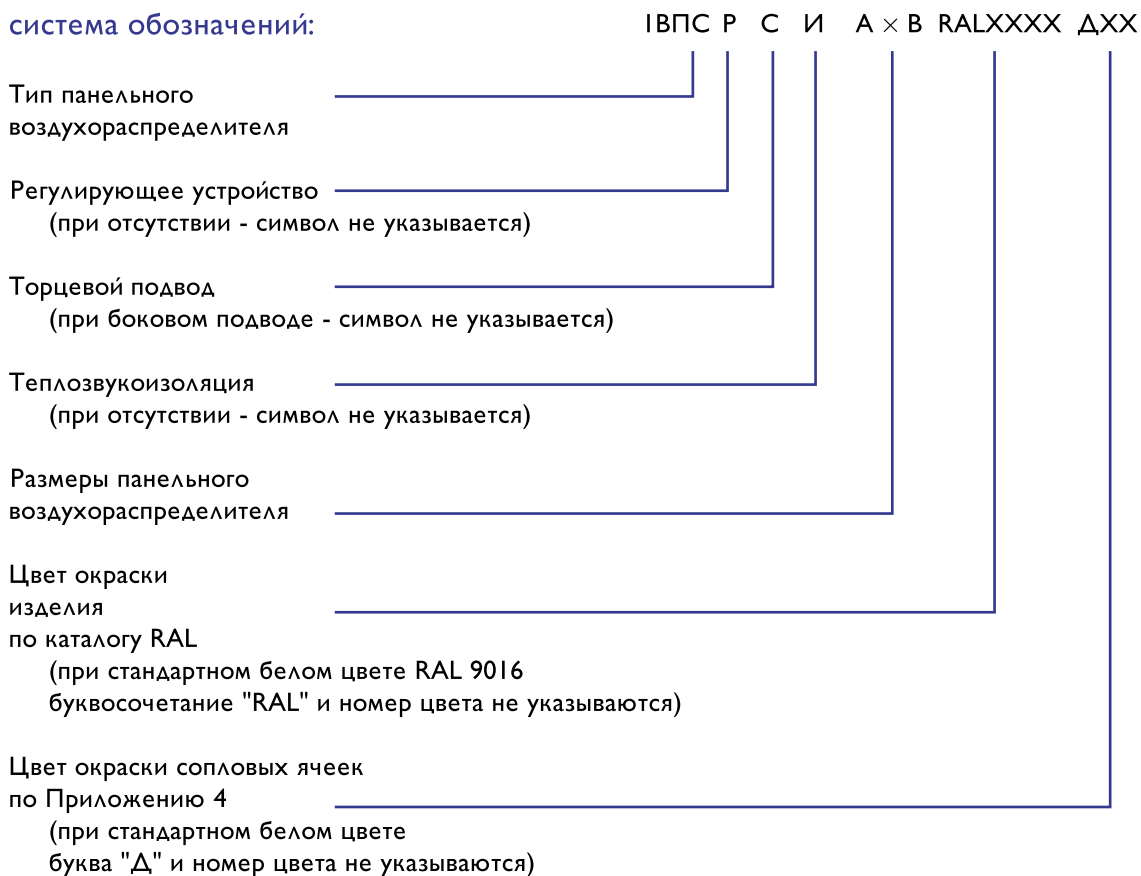 система обозначений:
1ВПС Р С И А × В RALXXXX ДХХ
Тип панельного
воздухораспределителя
Регулирующее устройство
(при отсутствии - символ не указывается)
Торцевой подвод
(при боковом подводе - символ не указывается)
Теплозвукоизоляция
(при отсутствии - символ не указывается)
Размеры панельного
воздухораспределителя
Цвет окраски
изделия
по каталогу RAL
(при стандартном белом цвете RAL 9016
буквосочетание "RAL" и номер цвета не указываются)
Цвет окраски сопловых ячеек
по Приложению 4
(при стандартном белом цвете
буква "Д" и номер цвета не указываются)